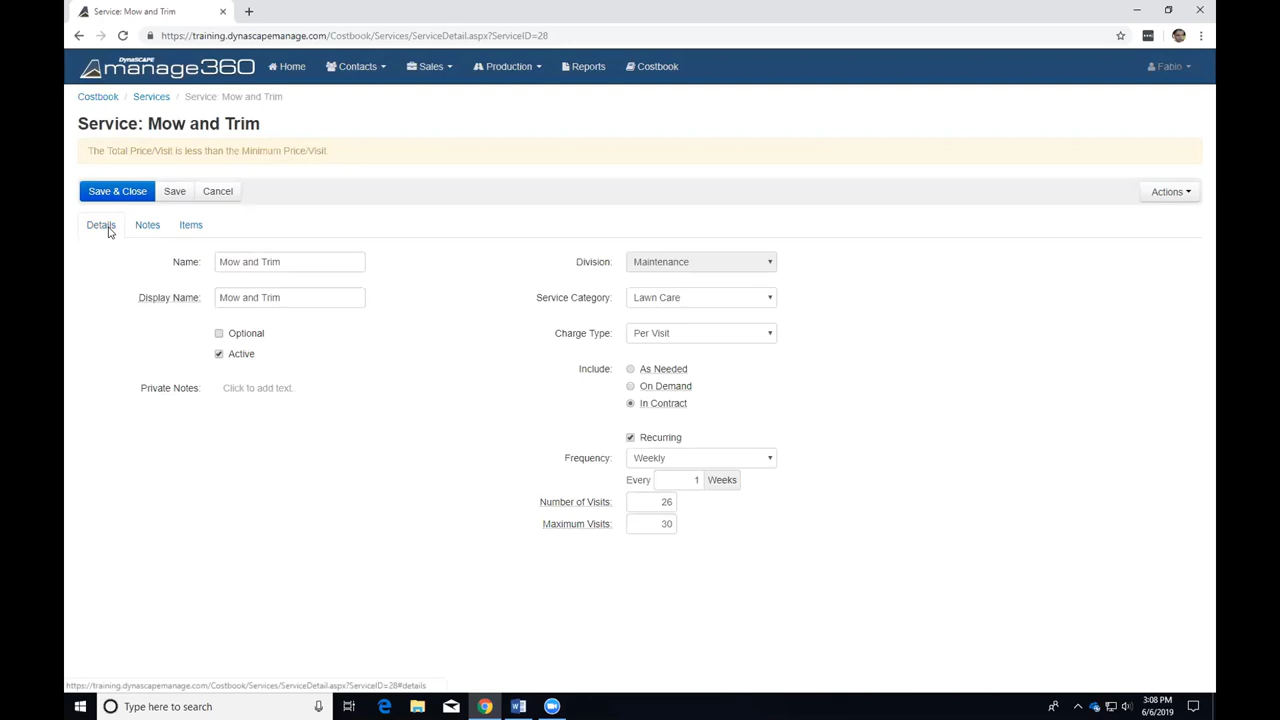 Service: Mow and Trim
https://training.dynascapemanage.com/Costbook/Services/ServiceDetail.aspx?ServiceID=28
DynaSCAPE
manage360
Home
Contacts
Sales
Production
Reports
Costbook
Fabio
Costbook / Services / Service: Mow and Trim
Service: Mow and Trim
The Total Price/Visit is less than the Minimum Price/Visit.
Save & Close
Save
Cancel
Actions
Details
Notes
Items
Name: Mow and Trim
Display Name: Mow and Trim
Optional
Active
Private Notes: Click to add text.
Division: Maintenance
Service Category: Lawn Care
Charge Type: Per Visit
Include: As Needed
On Demand
In Contract
Recurring
Frequency: Weekly
Every 1 Weeks
Number of Visits: 26
Maximum Visits: 30
https://training.dynascapemanage.com/Costbook/Services/ServiceDetail.aspx?ServiceID=28#details
Type here to search
3:08 PM
6/6/2019